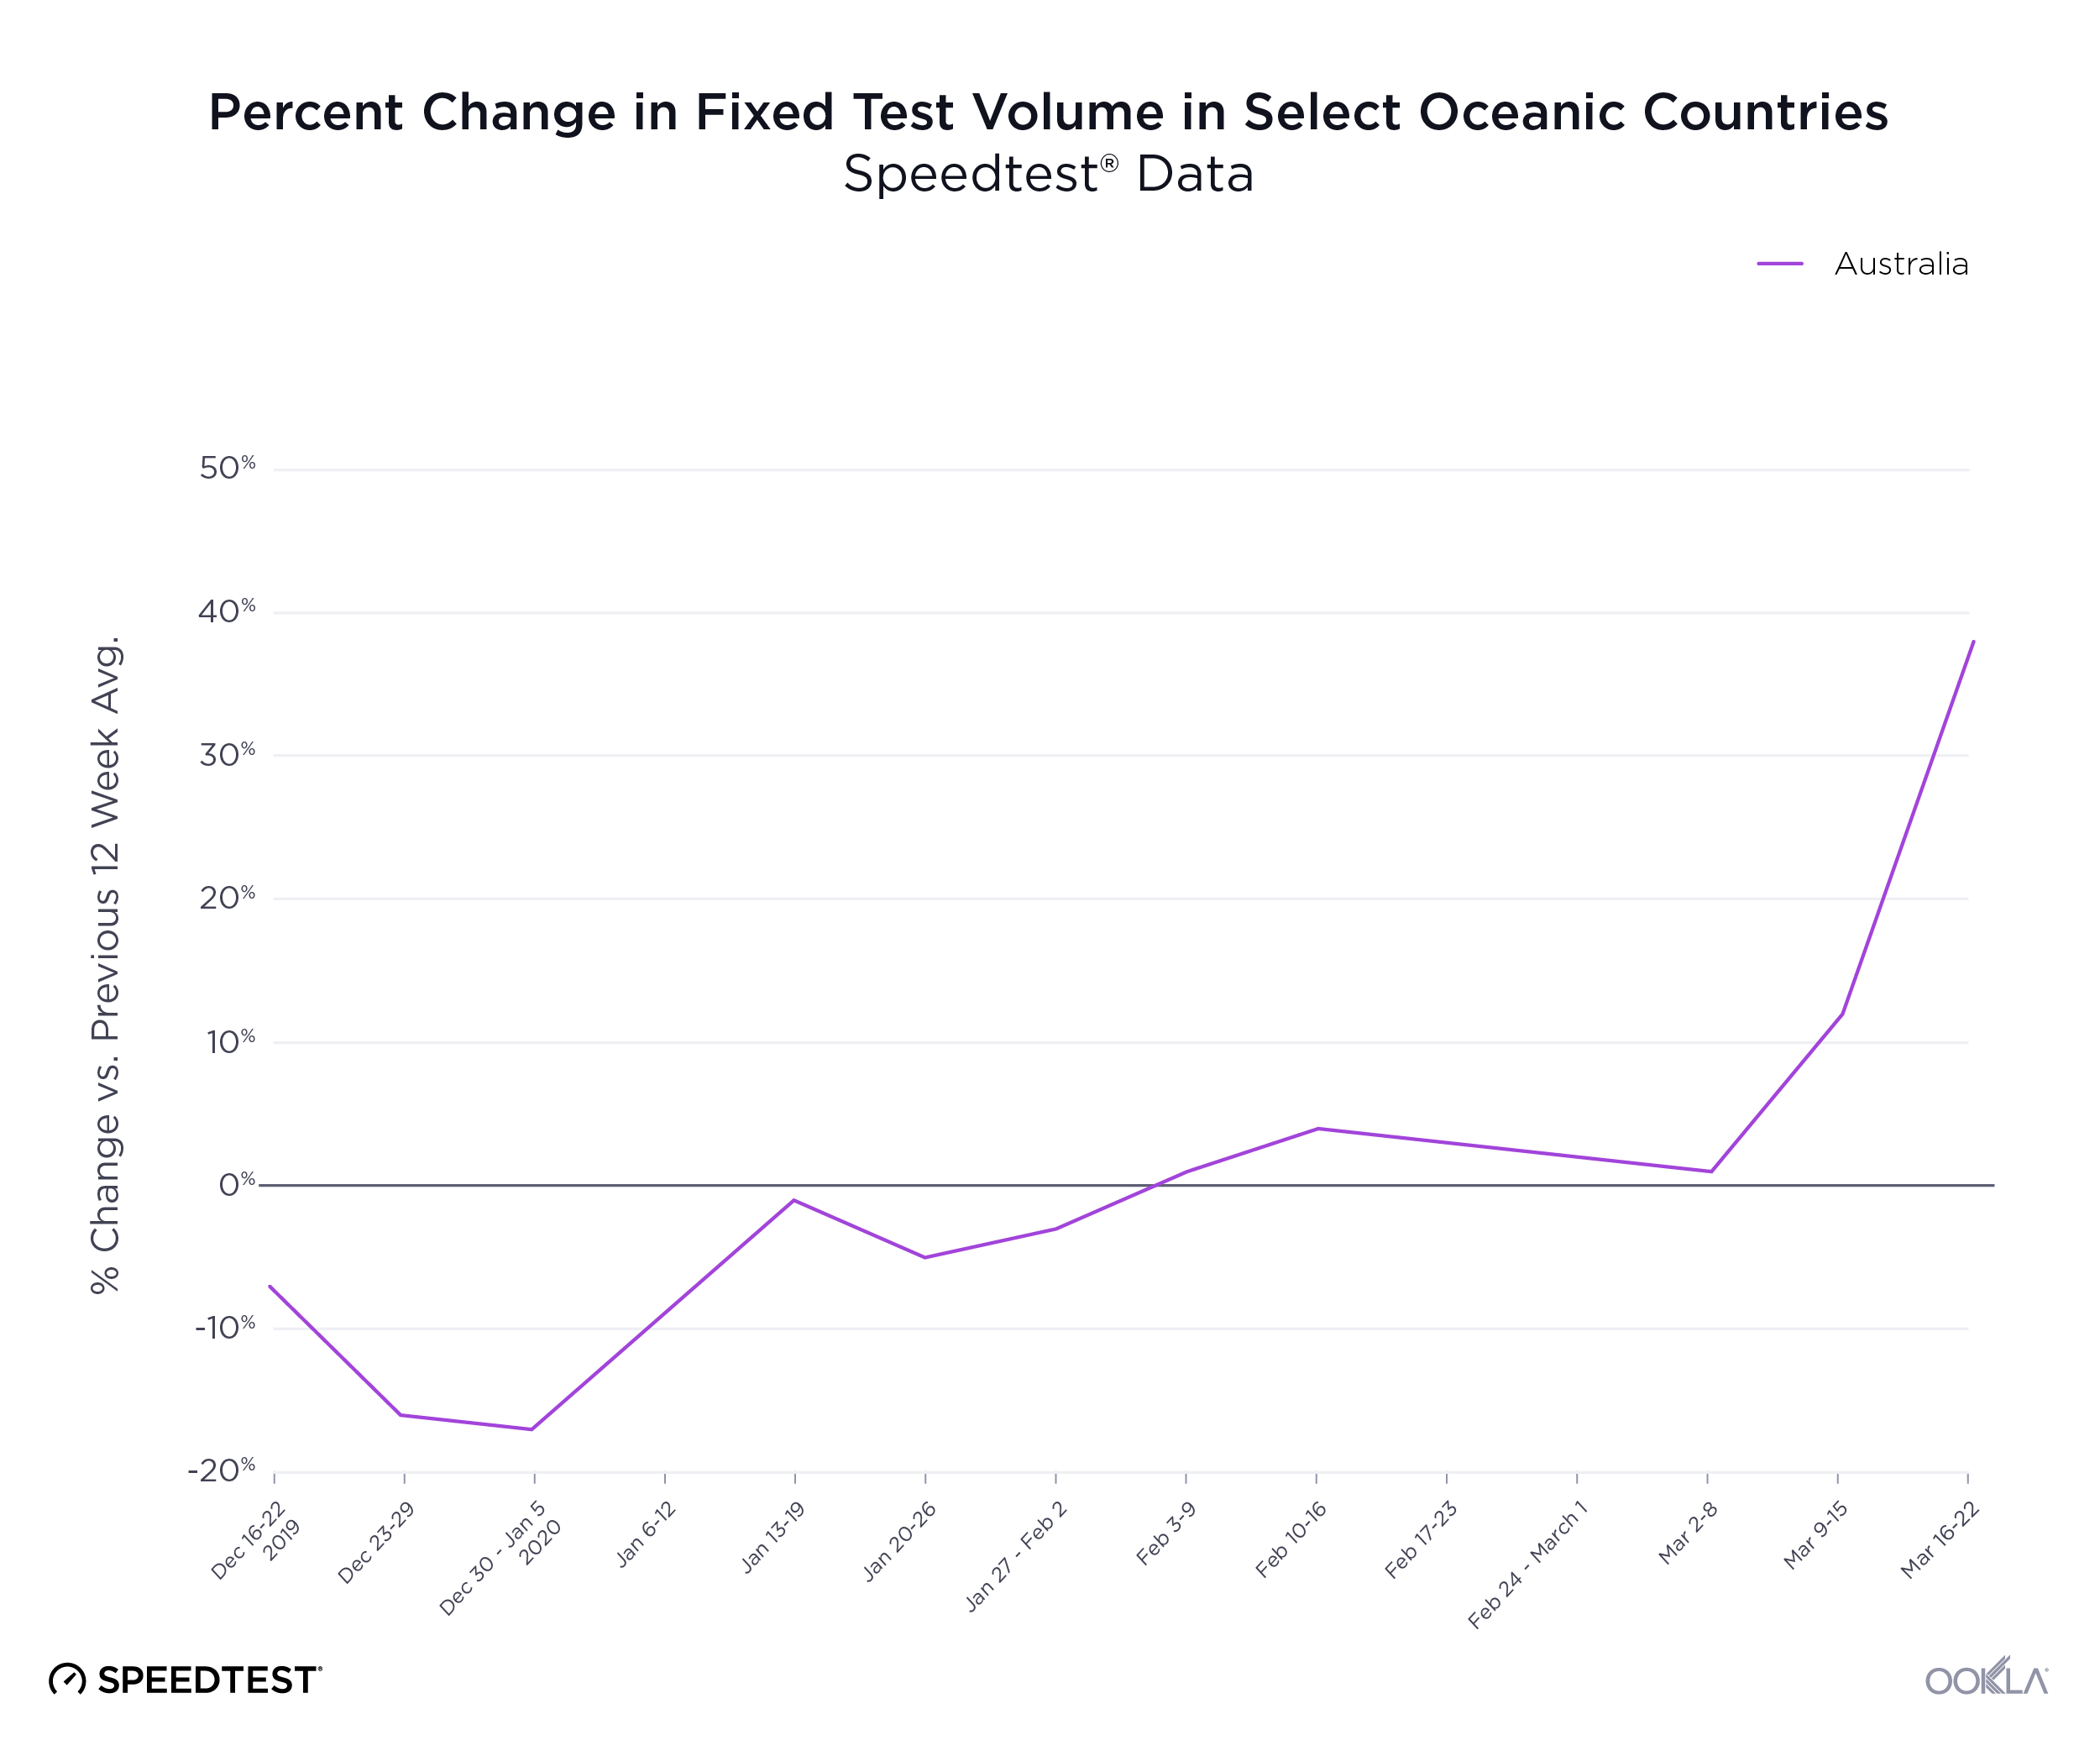 Percent Change in Fixed Test Volume in Select Oceanic Countries
Speedtest® Data
Australia
% Change vs. Previous 12 Week Avg.
50%
40%
30%
20%
10%
0%
-10%
-20%
Dec 16-22
2019
Dec 23-29
Dec 30 - Jan 5
2020
Jan 6-12
Jan 13-19
Jan 20-26
Jan 27 - Feb 2
Feb 3-9
Feb 10-16
Feb 17-23
Feb 24 - March 1
Mar 2-8
Mar 9-15
Mar 16-22
SPEEDTEST®
OOKLA®